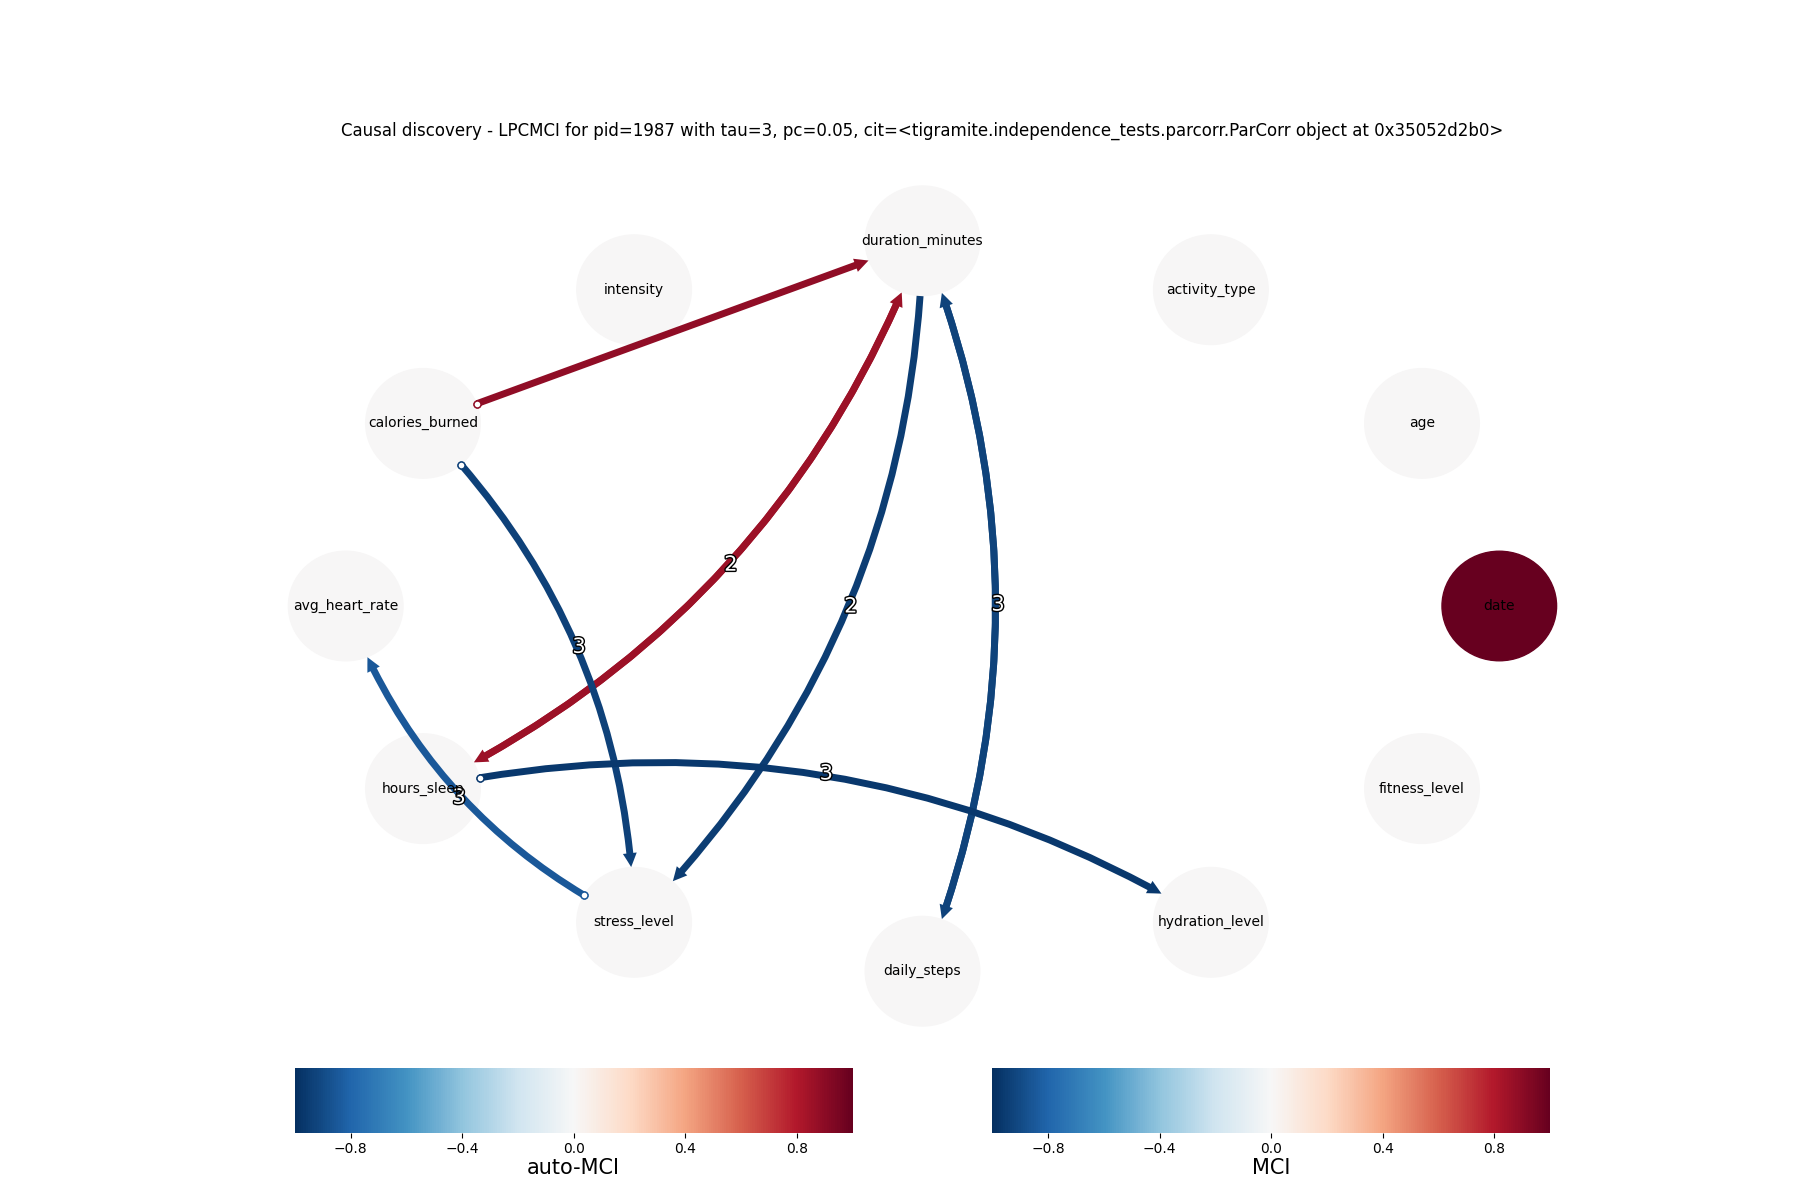 Causal discovery - LPCMCI for pid=1987 with tau=3, pc=0.05, cit=<tigramite.independence_tests.parcorr.ParCorr object at 0x35052d2b0>
duration_minutes
intensity
activity_type
calories_burned
age
2
avg_heart_rate
2
3
date
3
3
hours_sleep
3
fitness_level
stress_level
hydration_level
daily_steps
−0.8 −0.4 0.0 0.4 0.8
auto-MCI
−0.8 −0.4 0.0 0.4 0.8
MCI